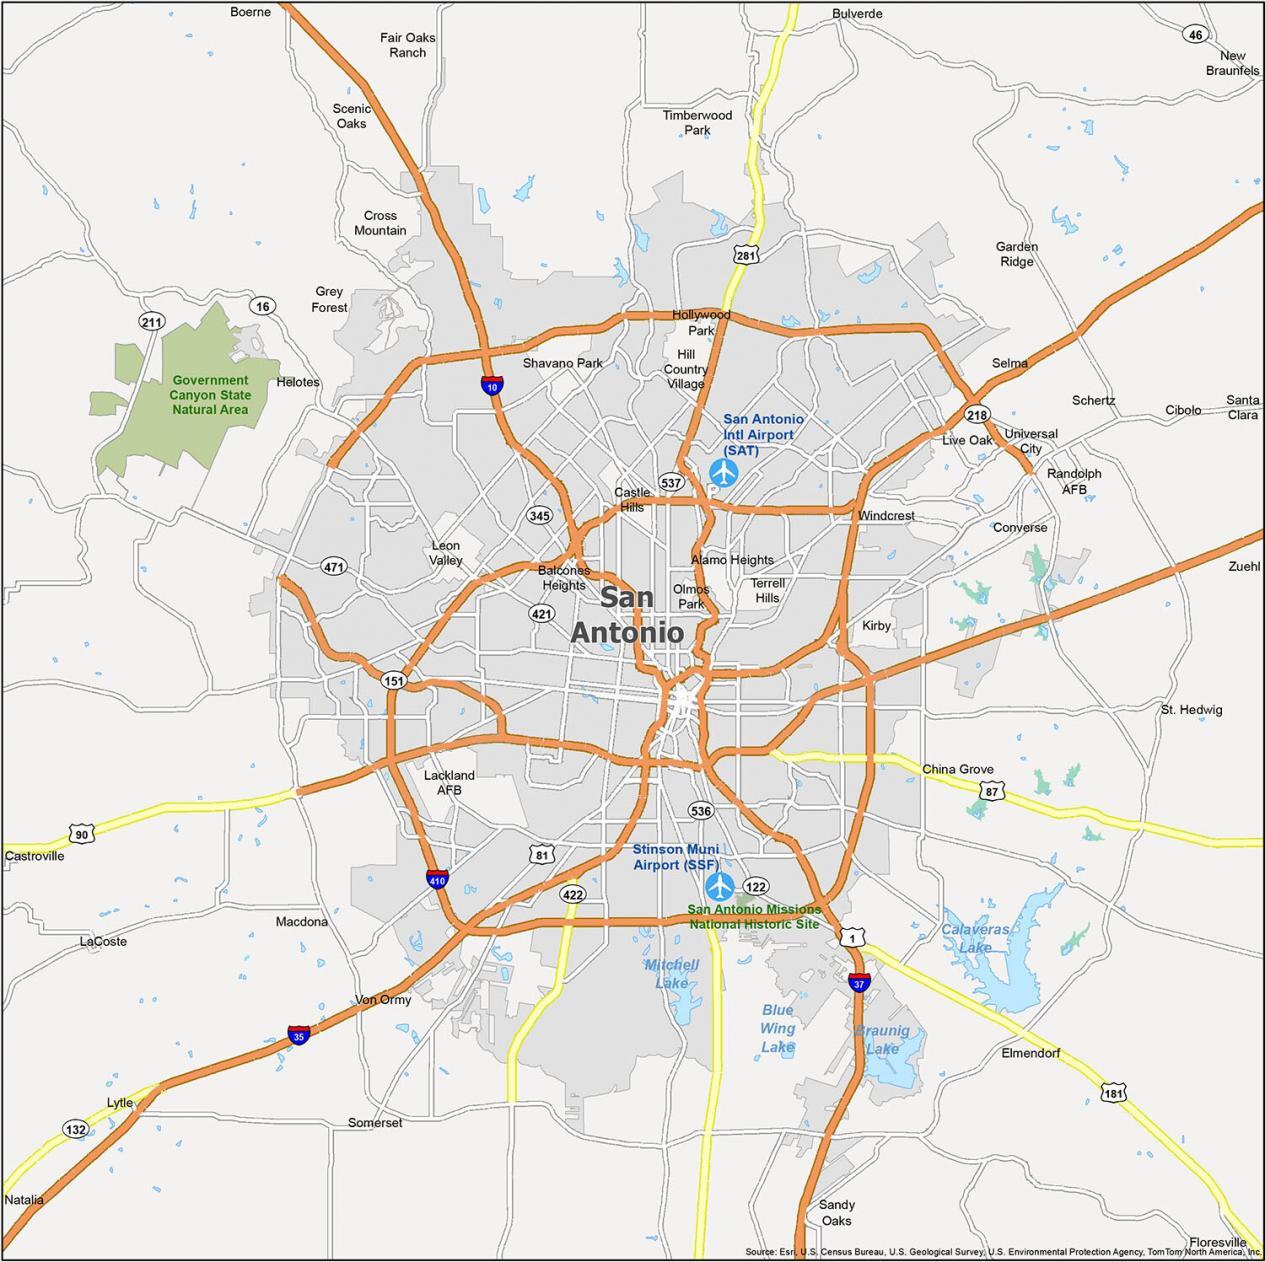 Boerne
Bulverde
Fair Oaks
Ranch
46
New
Braunfels
Scenic
Oaks
Timberwood
Park
Cross
Mountain
281
Garden
Ridge
Grey
Forest
16
211
Hollywood
Park
Shavano Park
Hill
Country
Village
Selma
Government
Canyon State
Natural Area
Helotes
10
Schertz
Cibolo
Santa
Clara
218
San Antonio
Intl Airport
(SAT)
Live Oak
Universal
City
Randolph
AFB
537
Castle
Hills
345
Windcrest
Converse
Leon
Valley
Alamo Heights
471
Balcones
Heights
Zuehl
Terrell
Hills
Olmos
Park
San
Antonio
421
Kirby
151
St. Hedwig
China Grove
Lackland
AFB
87
536
90
Castroville
81
Stinson Muni
Airport (SSF)
410
422
122
San Antonio Missions
National Historic Site
Macdona
LaCoste
1
Calaveras
Lake
Mitchell
Lake
37
Von Ormy
Blue
Wing
Lake
Braunig
Lake
35
Elmendorf
181
Lytle
132
Somerset
Natalia
Sandy
Oaks
Floresville
Source: Esri, U.S. Census Bureau, U.S. Geological Survey, U.S. Environmental Protection Agency, TomTom North America, Inc.